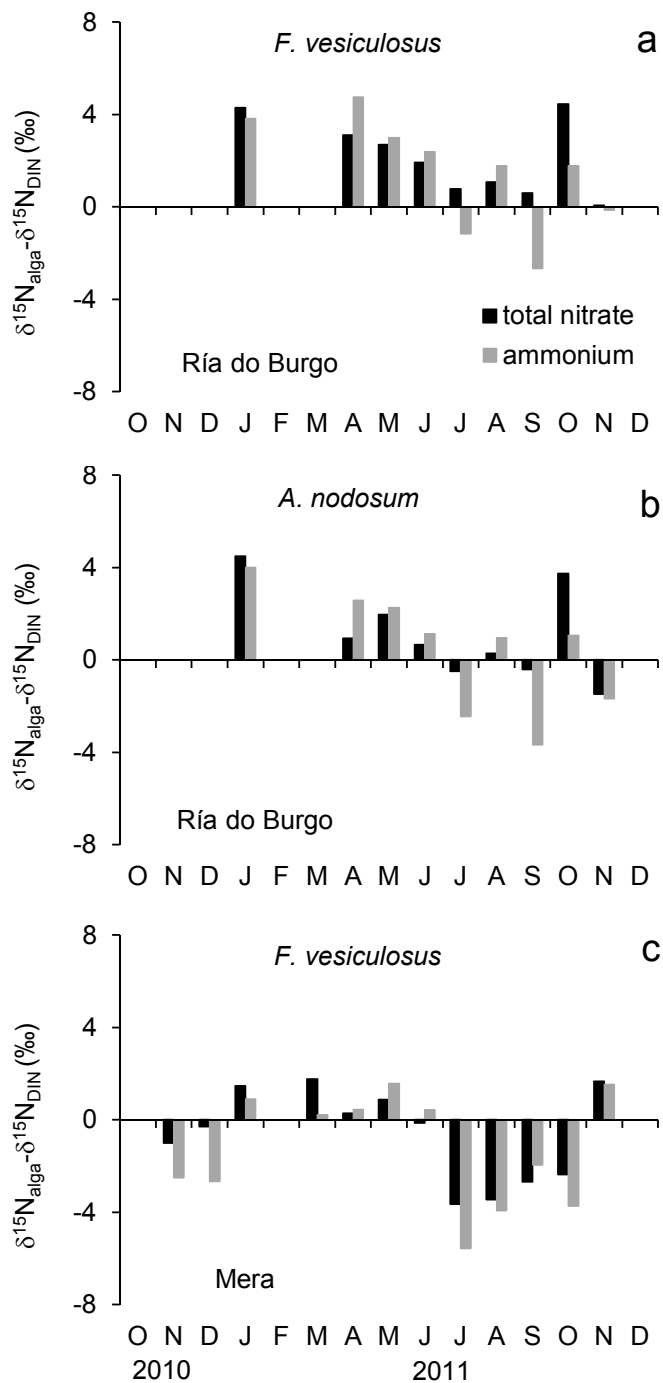 a
F. vesiculosus
8
4
0
-4
-8
δ15Nalga-δ15NDIN (‰)
total nitrate
ammonium
Ría do Burgo
O N D J F M A M J J A S O N D
b
A. nodosum
8
4
0
-4
-8
δ15Nalga-δ15NDIN (‰)
Ría do Burgo
O N D J F M A M J J A S O N D
c
F. vesiculosus
8
4
0
-4
-8
δ15Nalga-δ15NDIN (‰)
Mera
O N D J F M A M J J A S O N D
2010 2011